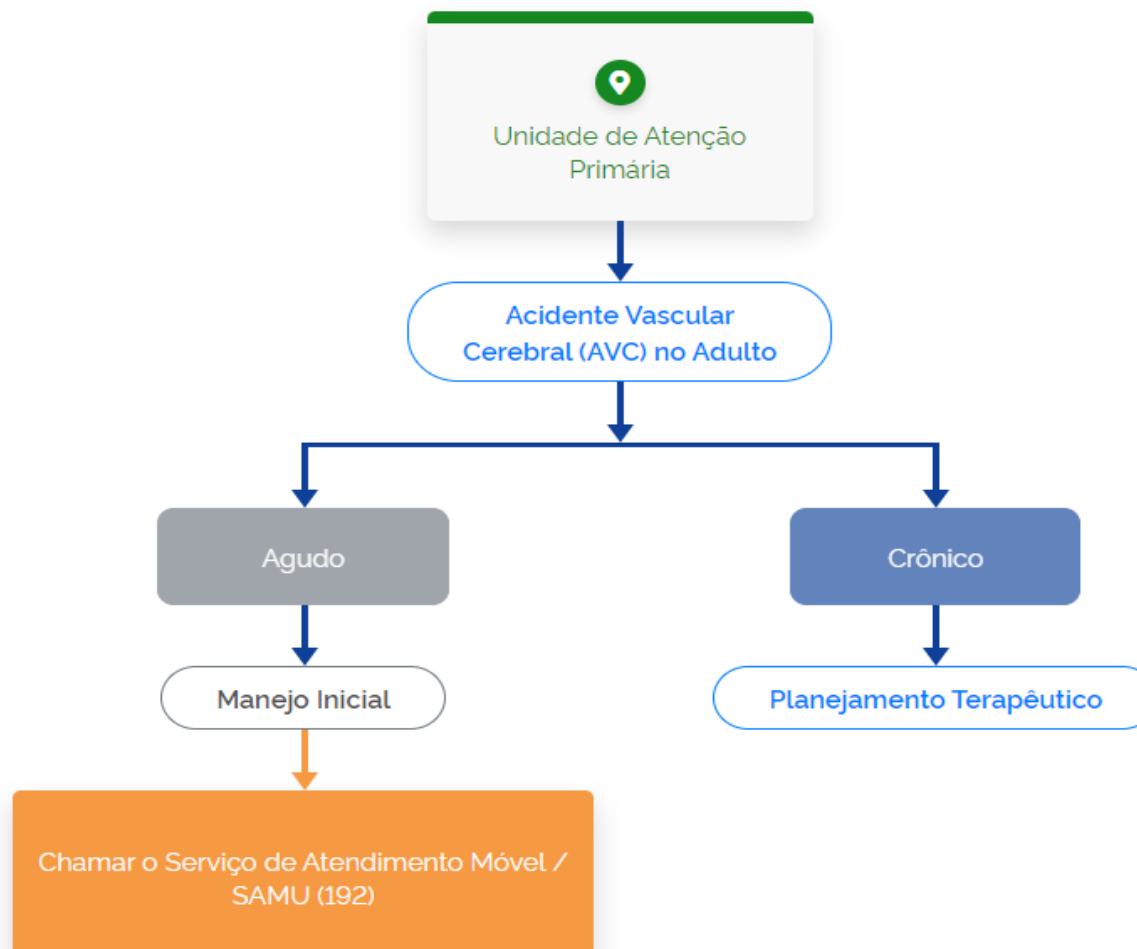 Unidade de Atenção
Primária
Acidente Vascular
Cerebral (AVC) no Adulto
Agudo
Crônico
Manejo Inicial
Planejamento Terapêutico
Chamar o Serviço de Atendimento Móvel /
SAMU (192)